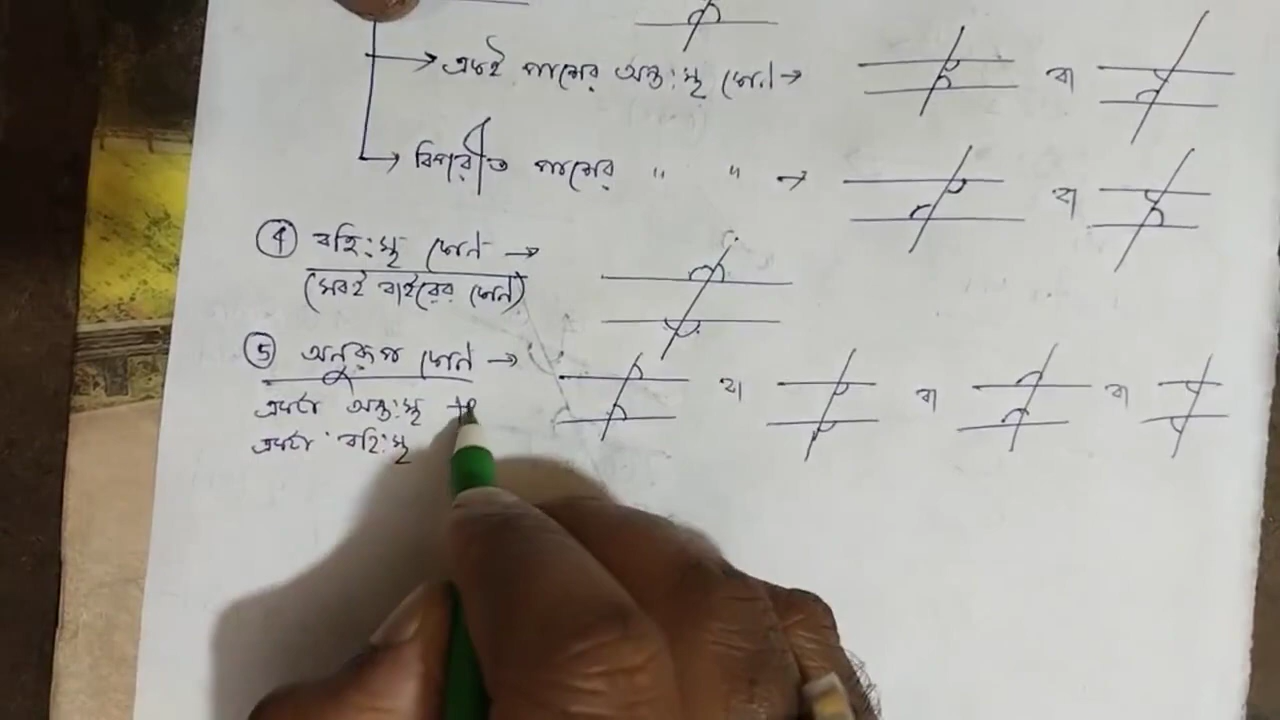 → একই পাশের অন্তঃস্থ কোন →
বা
→ বিপরীত পাশের " " →
বা
④ বহিঃস্থ কোন →
(সবই বাইরের কোন)
⑤ অনুরূপ কোন →
বা বা বা
একটা অন্তঃস্থ
একটা বহিঃস্থ